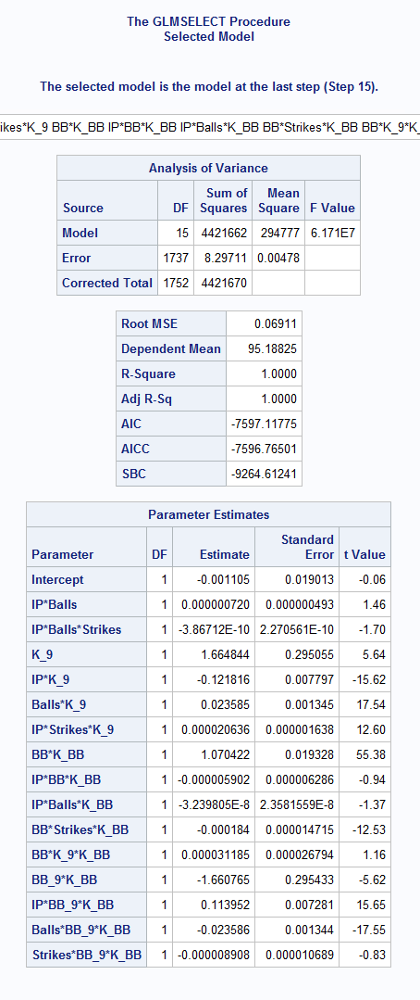 The GLMSELECT Procedure
Selected Model
The selected model is the model at the last step (Step 15).
ikes*K_9 BB*K_BB IP*BB*K_BB IP*Balls*K_BB BB*Strikes*K_BB BB*K_9*K_
Analysis of Variance
Source DF Sum of Squares Mean Square F Value
Model 15 4421662 294777 6.171E7
Error 1737 8.29711 0.00478
Corrected Total 1752 4421670
Root MSE 0.06911
Dependent Mean 95.18825
R-Square 1.0000
Adj R-Sq 1.0000
AIC -7597.11775
AICC -7596.76501
SBC -9264.61241
Parameter Estimates
Parameter DF Estimate Standard Error t Value
Intercept 1 -0.001105 0.019013 -0.06
IP*Balls 1 0.000000720 0.000000493 1.46
IP*Balls*Strikes 1 -3.86712E-10 2.270561E-10 -1.70
K_9 1 1.664844 0.295055 5.64
IP*K_9 1 -0.121816 0.007797 -15.62
Balls*K_9 1 0.023585 0.001345 17.54
IP*Strikes*K_9 1 0.000020636 0.000001638 12.60
BB*K_BB 1 1.070422 0.019328 55.38
IP*BB*K_BB 1 -0.000005902 0.000006286 -0.94
IP*Balls*K_BB 1 -3.239805E-8 2.3581559E-8 -1.37
BB*Strikes*K_BB 1 -0.000184 0.000014715 -12.53
BB*K_9*K_BB 1 0.000031185 0.000026794 1.16
BB_9*K_BB 1 -1.660765 0.295433 -5.62
IP*BB_9*K_BB 1 0.113952 0.007281 15.65
Balls*BB_9*K_BB 1 -0.023586 0.001344 -17.55
Strikes*BB_9*K_BB 1 -0.000008908 0.000010689 -0.83